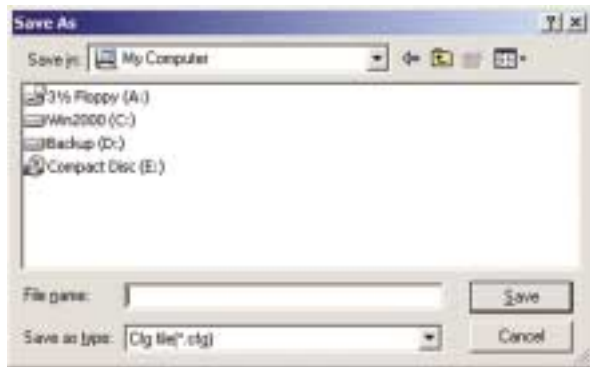 Save As
Save in: My Computer
3½ Floppy (A:)
Win2000 (C:)
Backup (D:)
Compact Disc (E:)
File name:
Save
Save as type: Cfg file(*.cfg)
Cancel